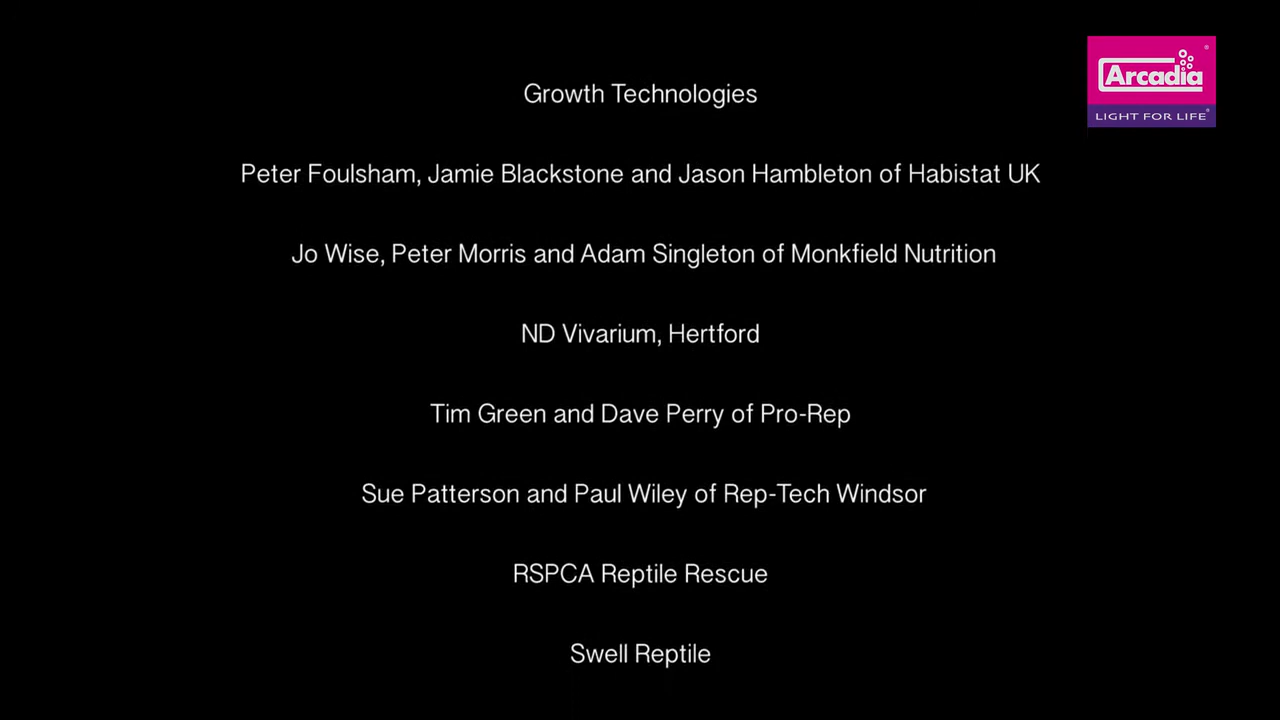 Arcadia
LIGHT FOR LIFE
Growth Technologies
Peter Foulsham, Jamie Blackstone and Jason Hambleton of Habistat UK
Jo Wise, Peter Morris and Adam Singleton of Monkfield Nutrition
ND Vivarium, Hertford
Tim Green and Dave Perry of Pro-Rep
Sue Patterson and Paul Wiley of Rep-Tech Windsor
RSPCA Reptile Rescue
Swell Reptile